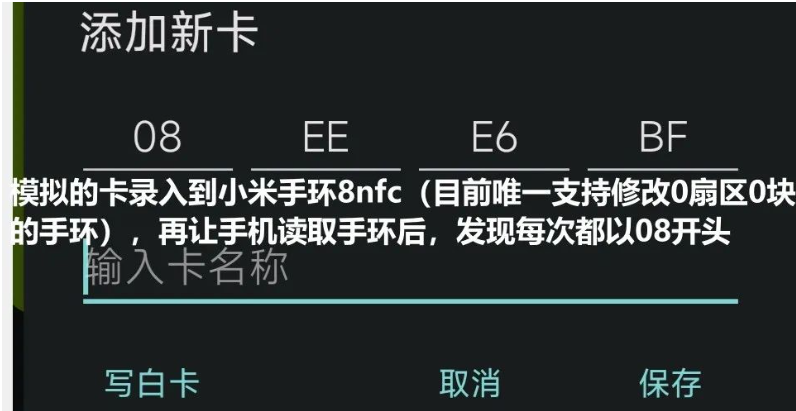 添加新卡
08 EE E6 BF
模拟的卡录入到小米手环8nfc（目前唯一支持修改0扇区0块
的手环），再让手机读取手环后，发现每次都以08开头
输入卡名称
写白卡 取消 保存